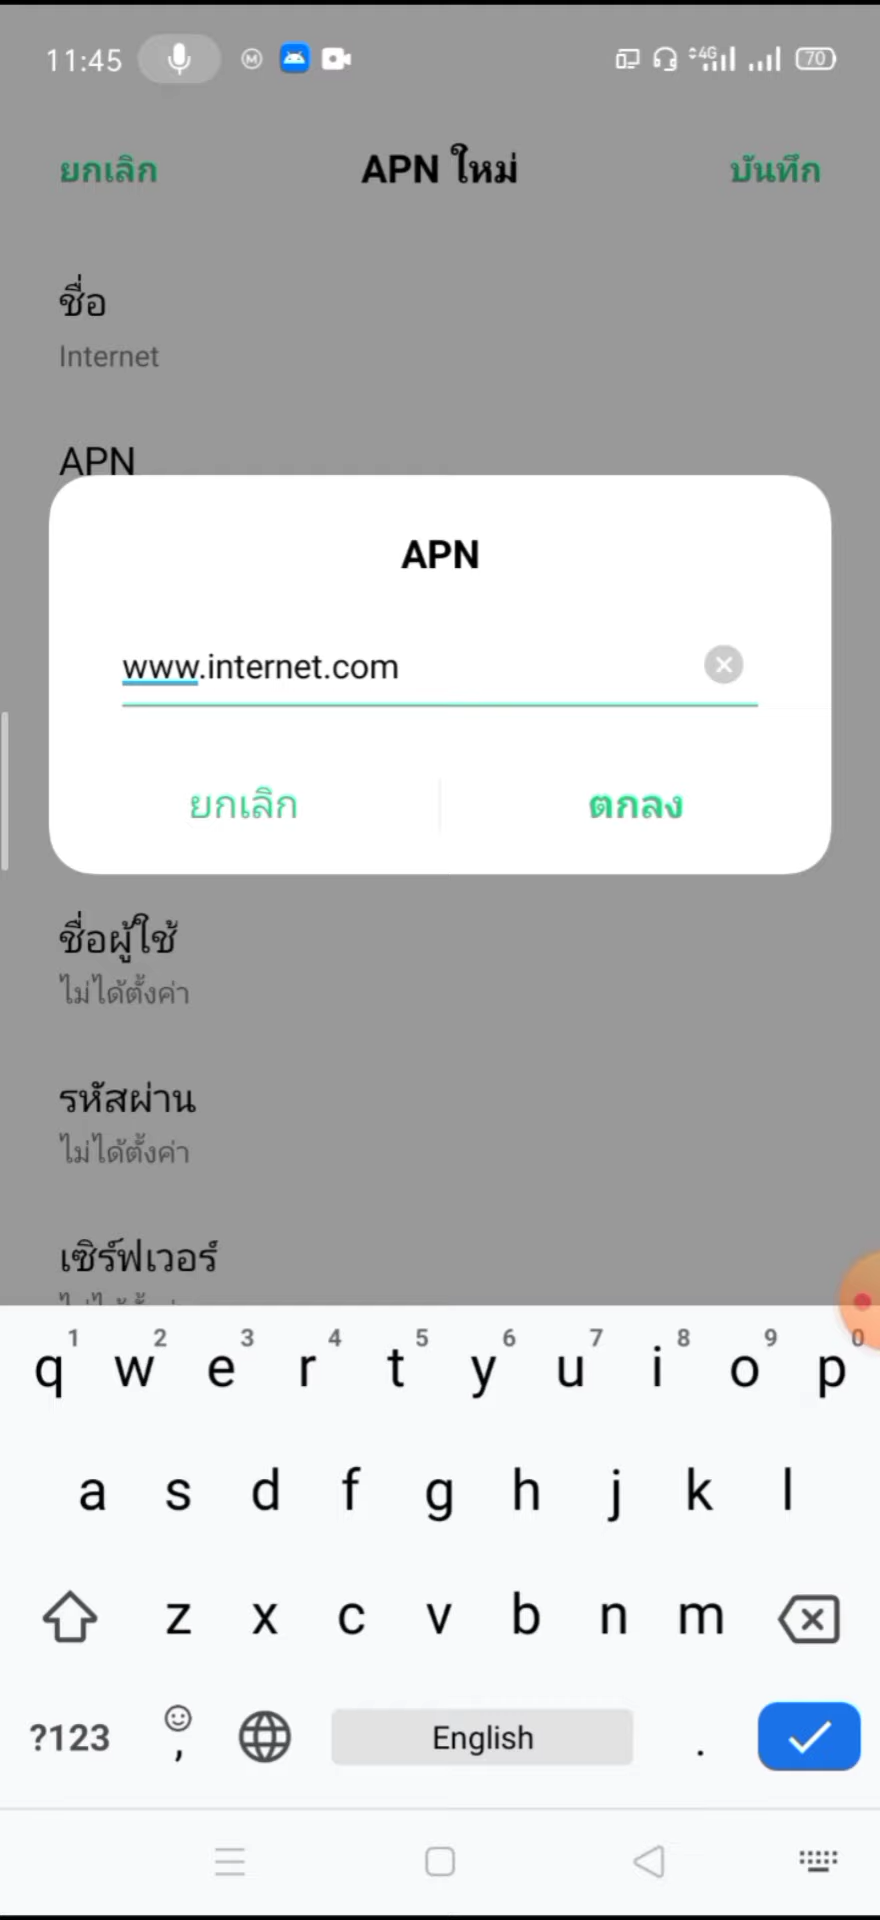 11:45
4G
70
ยกเลิก
APN ใหม่
บันทึก
ชื่อ
Internet
APN
APN
www.internet.com
ยกเลิก
ตกลง
ชื่อผู้ใช้
ไม่ได้ตั้งค่า
รหัสผ่าน
ไม่ได้ตั้งค่า
เซิร์ฟเวอร์
1 2 3 4 5 6 7 8 9 0
q w e r t y u i o p
a s d f g h j k l
z x c v b n m
?123 , English .